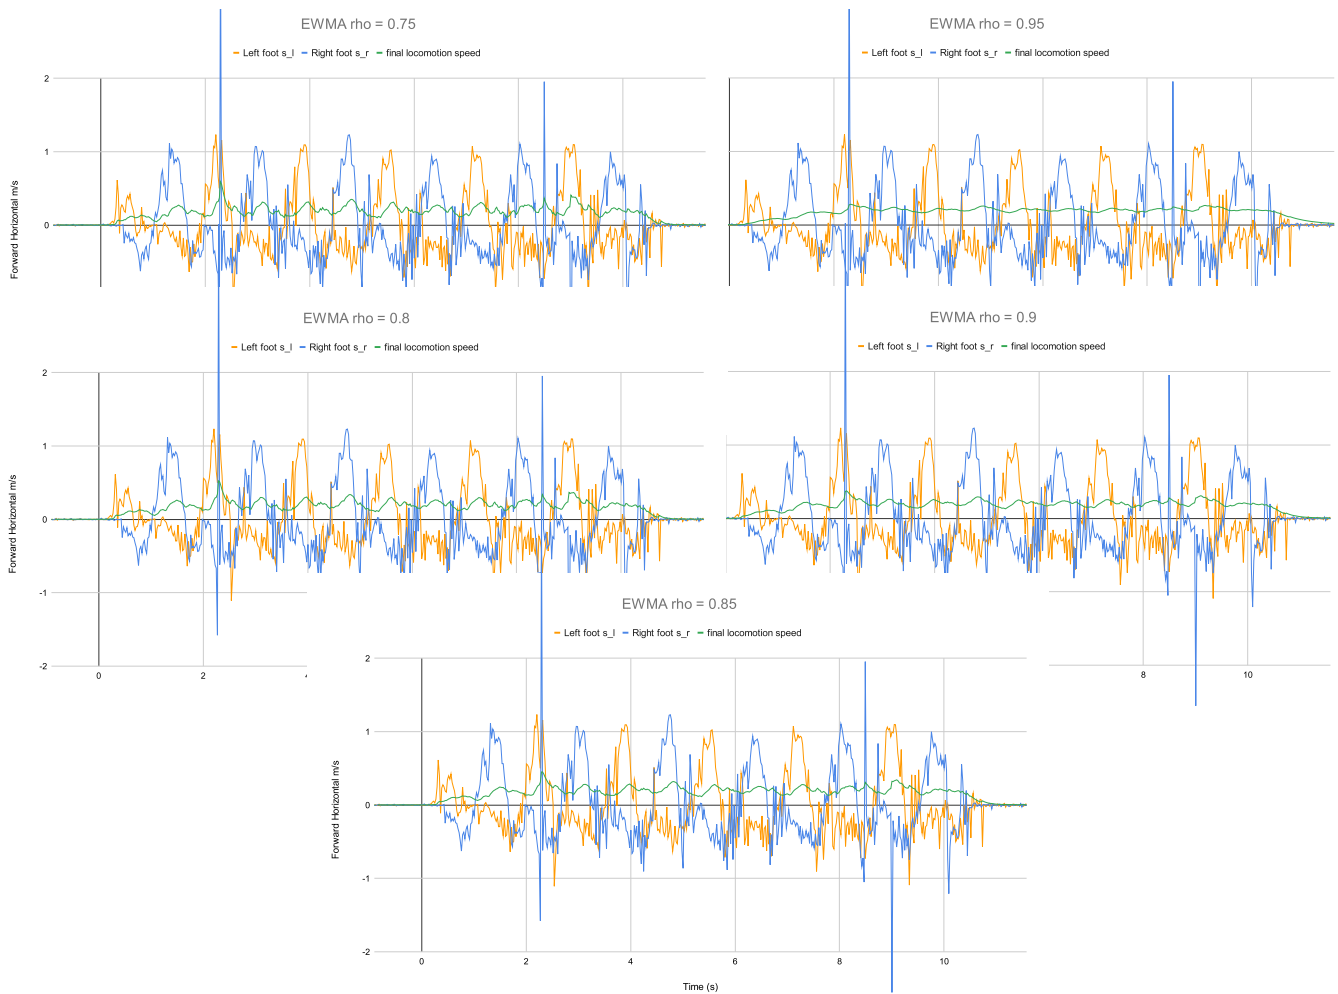 EWMA rho = 0.75
Left foot s_l Right foot s_r final locomotion speed
2
1
0
Forward Horizontal m/s
EWMA rho = 0.95
Left foot s_l Right foot s_r final locomotion speed
EWMA rho = 0.8
Left foot s_l Right foot s_r final locomotion speed
2
1
0
-1
-2
Forward Horizontal m/s
0 2
EWMA rho = 0.9
Left foot s_l Right foot s_r final locomotion speed
8 10
EWMA rho = 0.85
Left foot s_l Right foot s_r final locomotion speed
2
1
0
-1
-2
Forward Horizontal m/s
0 2 4 6 8 10
Time (s)